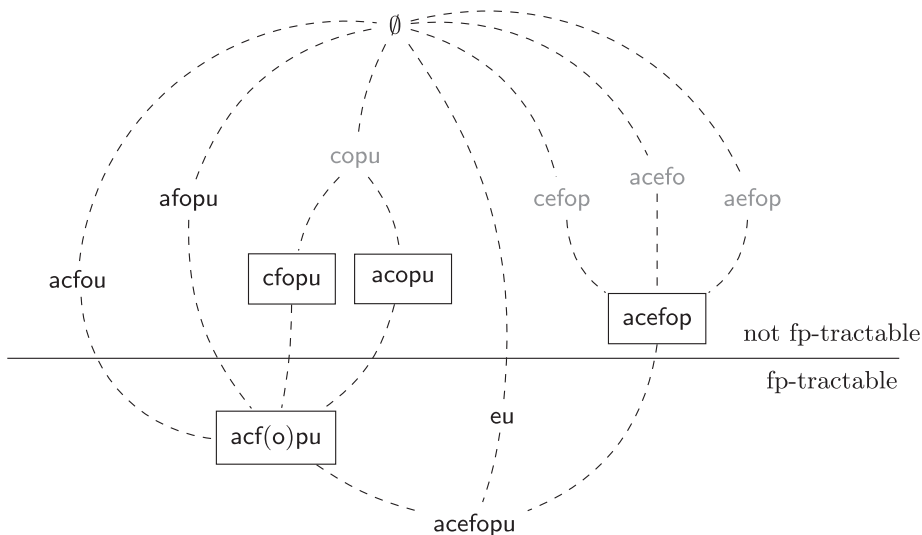 ∅
copu
acefo
afopu
cefop
aefop
acfou
cfopu
acopu
acefop
not fp-tractable
fp-tractable
eu
acf(o)pu
acefopu